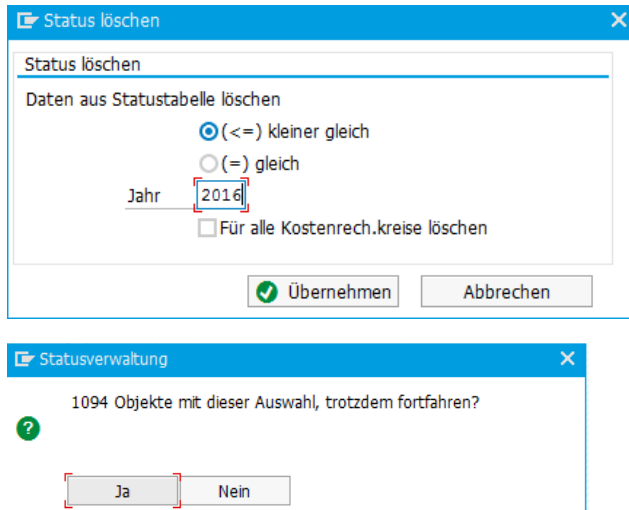 Status löschen
Status löschen
Daten aus Statustabelle löschen
(<=) kleiner gleich
(=) gleich
Jahr 2016
Für alle Kostenrech.kreise löschen
Übernehmen Abbrechen
Statusverwaltung
1094 Objekte mit dieser Auswahl, trotzdem fortfahren?
Ja Nein